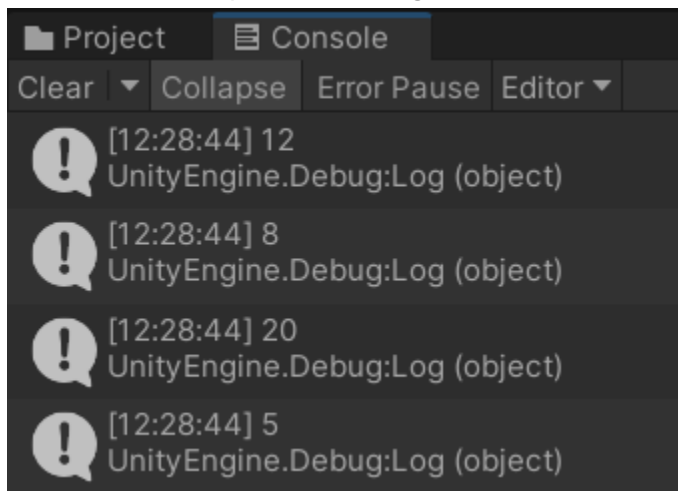 Project Console
Clear Collapse Error Pause Editor
[12:28:44] 12
UnityEngine.Debug:Log (object)
[12:28:44] 8
UnityEngine.Debug:Log (object)
[12:28:44] 20
UnityEngine.Debug:Log (object)
[12:28:44] 5
UnityEngine.Debug:Log (object)